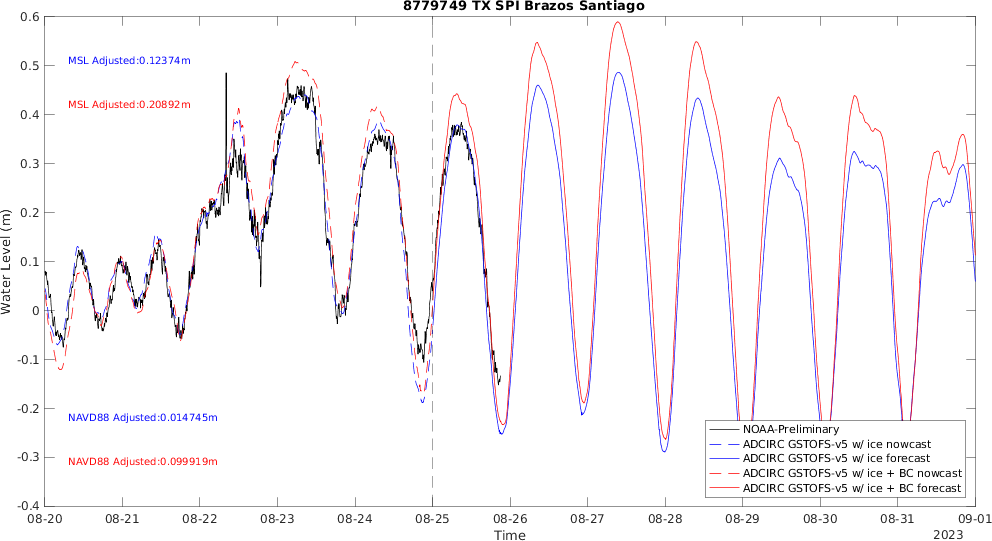 8779749 TX SPI Brazos Santiago
0.6
0.5
0.4
0.3
0.2
0.1
0
-0.1
-0.2
-0.3
-0.4
Water Level (m)
MSL Adjusted:0.12374m
MSL Adjusted:0.20892m
NAVD88 Adjusted:0.014745m
NAVD88 Adjusted:0.099919m
NOAA-Preliminary
ADCIRC GSTOFS-v5 w/ ice nowcast
ADCIRC GSTOFS-v5 w/ ice forecast
ADCIRC GSTOFS-v5 w/ ice + BC nowcast
ADCIRC GSTOFS-v5 w/ ice + BC forecast
08-20 08-21 08-22 08-23 08-24 08-25 08-26 08-27 08-28 08-29 08-30 08-31 09-01
Time
2023